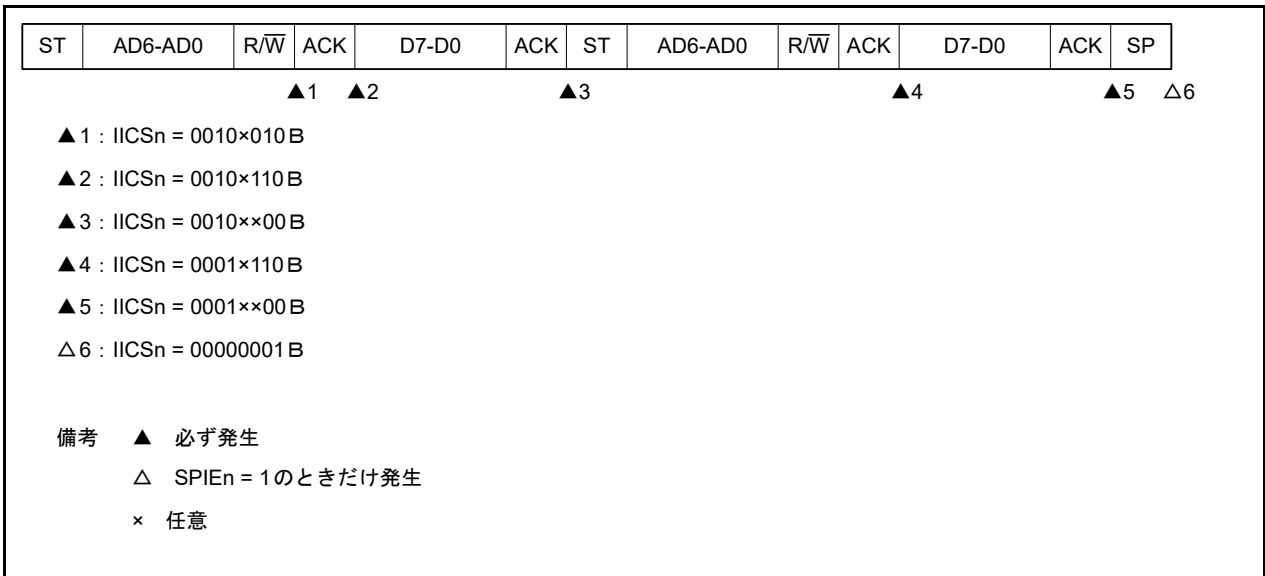 ST AD6-AD0 R/W̅ ACK D7-D0 ACK ST AD6-AD0 R/W̅ ACK D7-D0 ACK SP
▲1 ▲2 ▲3 ▲4 ▲5 △6
▲1：IICSn = 0010×010B
▲2：IICSn = 0010×110B
▲3：IICSn = 0010××00B
▲4：IICSn = 0001×110B
▲5：IICSn = 0001××00B
△6：IICSn = 00000001B
備考 ▲ 必ず発生
△ SPIEn = 1のときだけ発生
× 任意